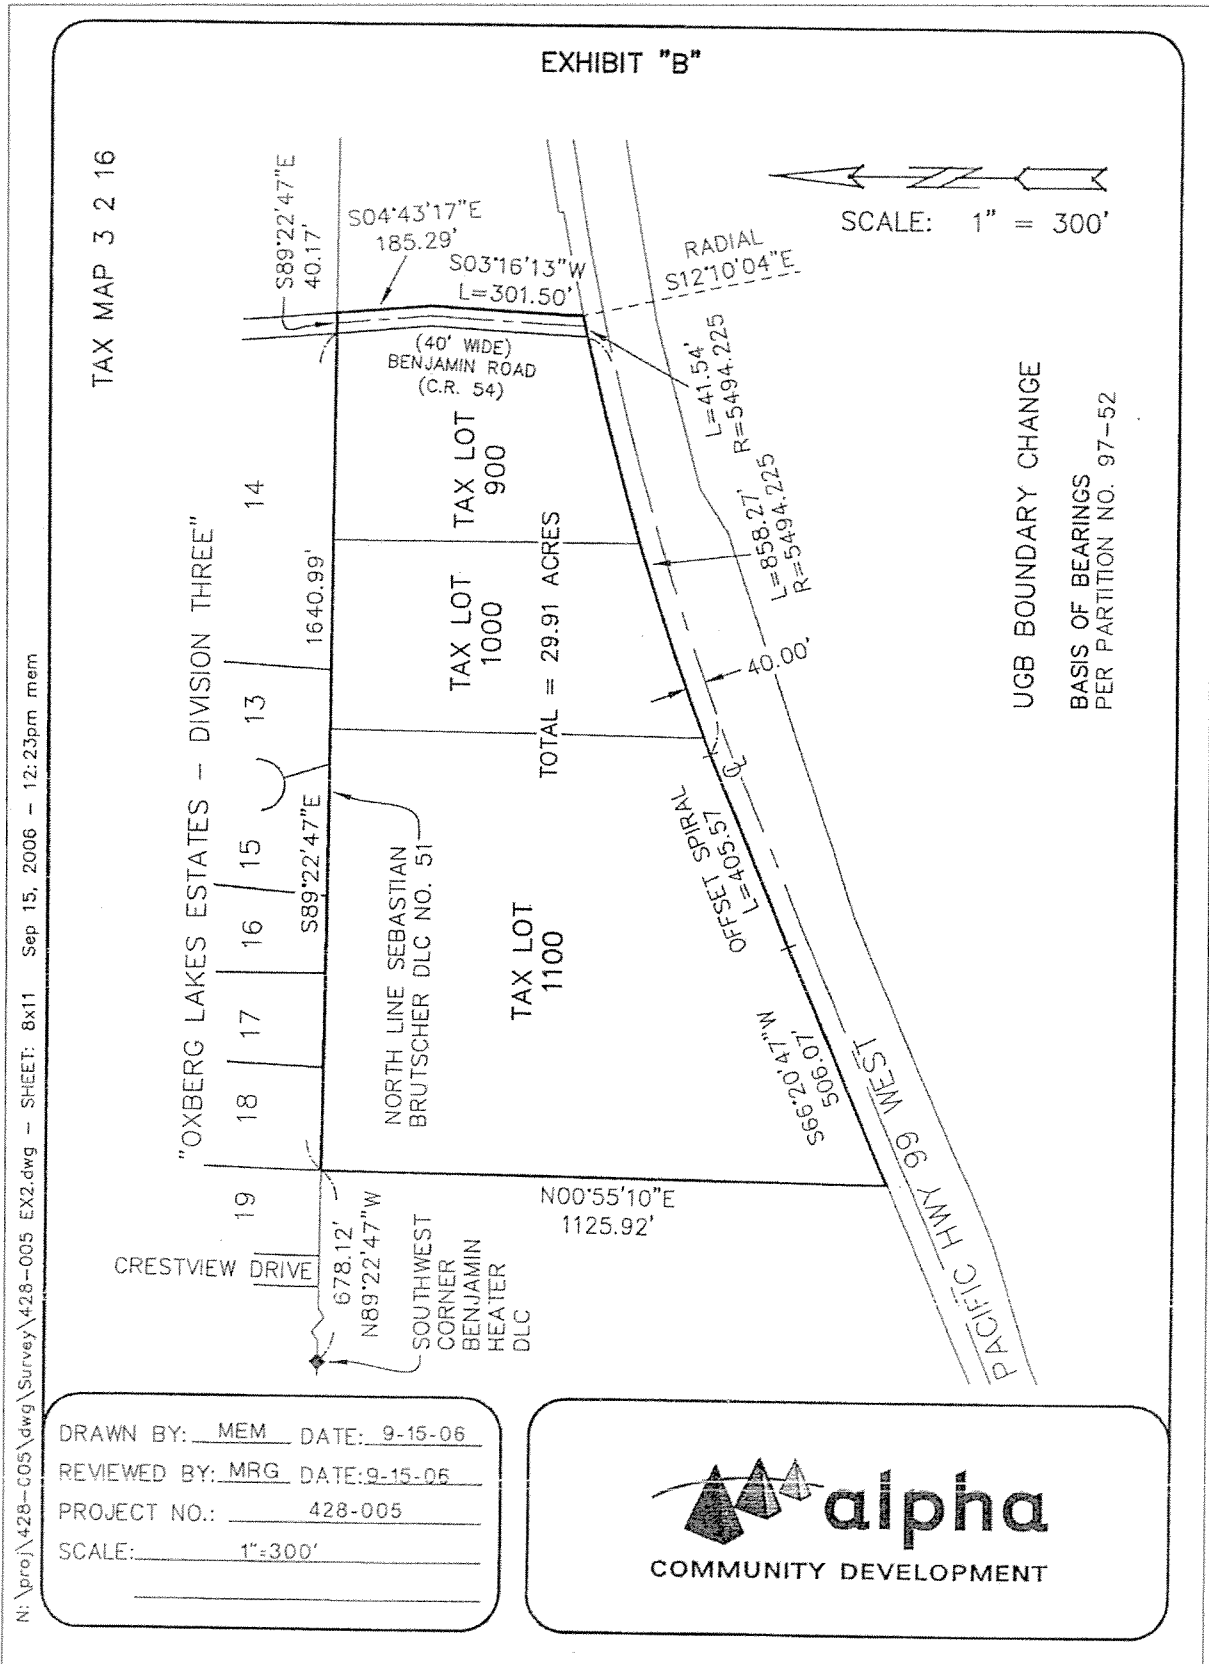 EXHIBIT "B"
TAX MAP 3 2 16
S89°22'47"E
40.17'
S04°43'17"E
185.29'
S03°16'13"W
L=301.50'
RADIAL
S12°10'04"E
SCALE: 1" = 300'
(40' WIDE)
BENJAMIN ROAD
(C.R. 54)
L=41.54'
R=5494.225
L=858.27'
R=5494.225
UGB BOUNDARY CHANGE
BASIS OF BEARINGS
PER PARTITION NO. 97-52
"OXBERG LAKES ESTATES - DIVISION THREE"
14
13
15
16
17
18
19
1640.99'
S89°22'47"E
TAX LOT
900
TAX LOT
1000
TOTAL = 29.91 ACRES
40.00'
NORTH LINE SEBASTIAN
BRUTSCHER DLC NO. 51
TAX LOT
1100
OFFSET SPIRAL
L=405.57
℄
S66°20'47"W
506.07'
PACIFIC HWY 99 WEST
N00°55'10"E
1125.92'
CRESTVIEW DRIVE
678.12'
N89°22'47"W
SOUTHWEST
CORNER
BENJAMIN
HEATER
DLC
N:\proj\428-005\dwg\Survey\428-005 EX2.dwg - SHEET: 8x11 Sep 15, 2006 - 12:23pm mem
DRAWN BY: MEM DATE: 9-15-06
REVIEWED BY: MRG DATE: 9-15-06
PROJECT NO.: 428-005
SCALE: 1"=300'
alpha
COMMUNITY DEVELOPMENT